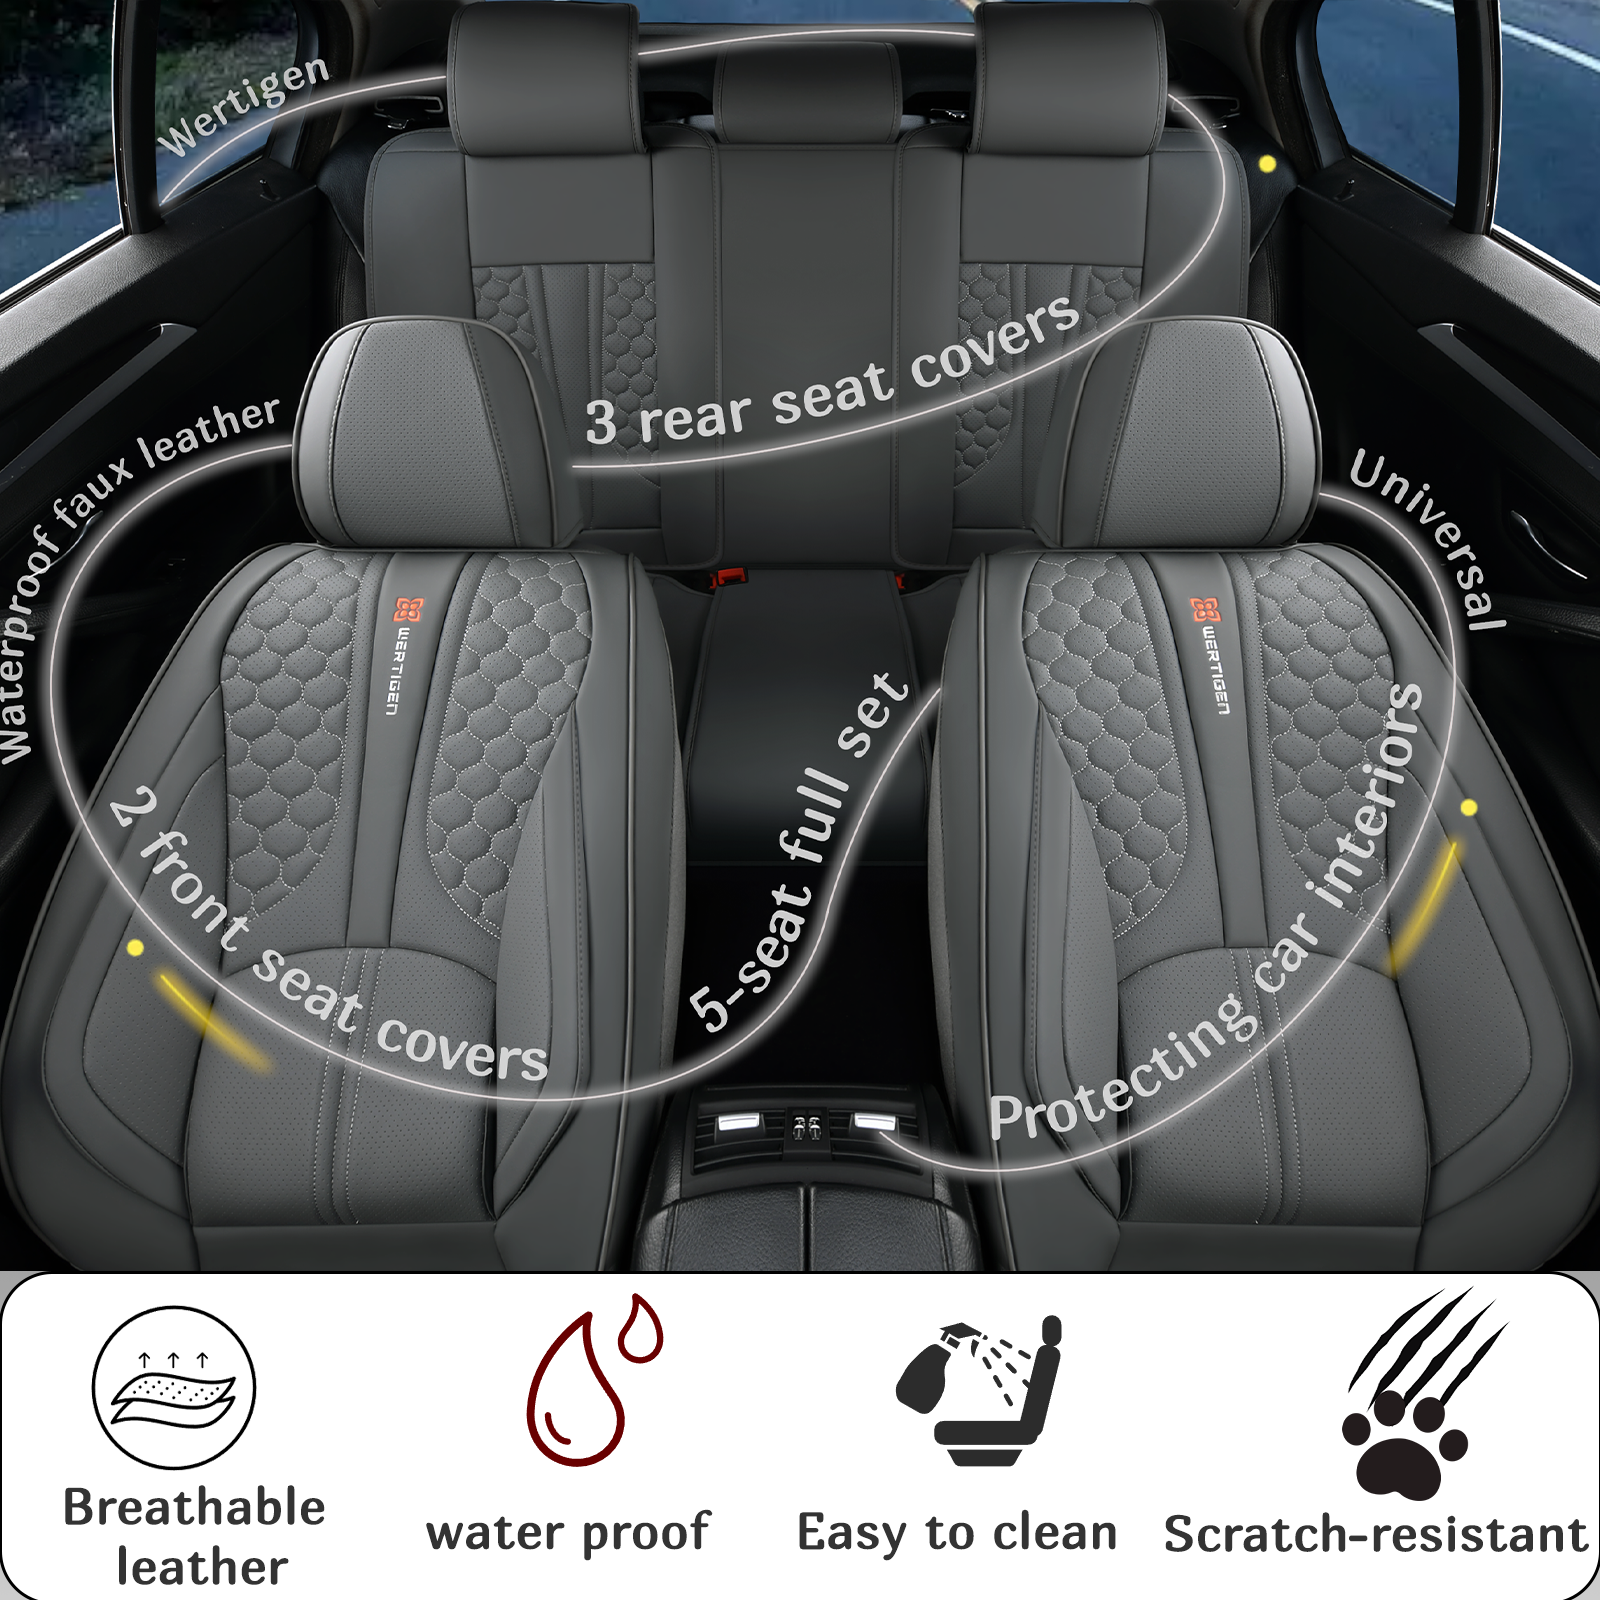 Wertigen
3 rear seat covers
Waterproof faux leather
Universal
WERTIGEN
WERTIGEN
2 front seat covers
5-seat full set
Protecting car interiors
Breathable
leather
water proof
Easy to clean
Scratch-resistant